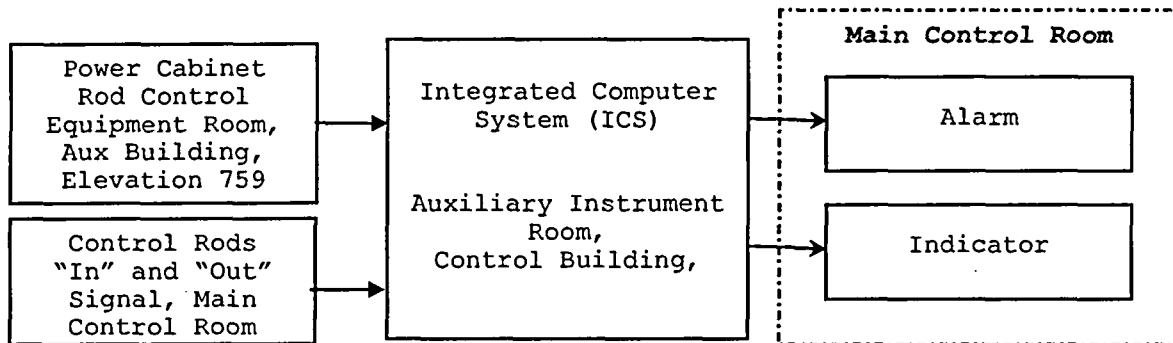 Power Cabinet
Rod Control
Equipment Room,
Aux Building,
Elevation 759
Control Rods
"In" and "Out"
Signal, Main
Control Room
Integrated Computer
System (ICS)
Auxiliary Instrument
Room,
Control Building,
Main Control Room
Alarm
Indicator